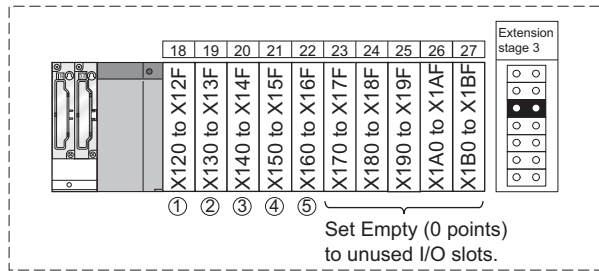 Extension
stage 3
18 19 20 21 22 23 24 25 26 27
X120 to X12F
X130 to X13F
X140 to X14F
X150 to X15F
X160 to X16F
X170 to X17F
X180 to X18F
X190 to X19F
X1A0 to X1AF
X1B0 to X1BF
① ② ③ ④ ⑤
Set Empty (0 points)
to unused I/O slots.